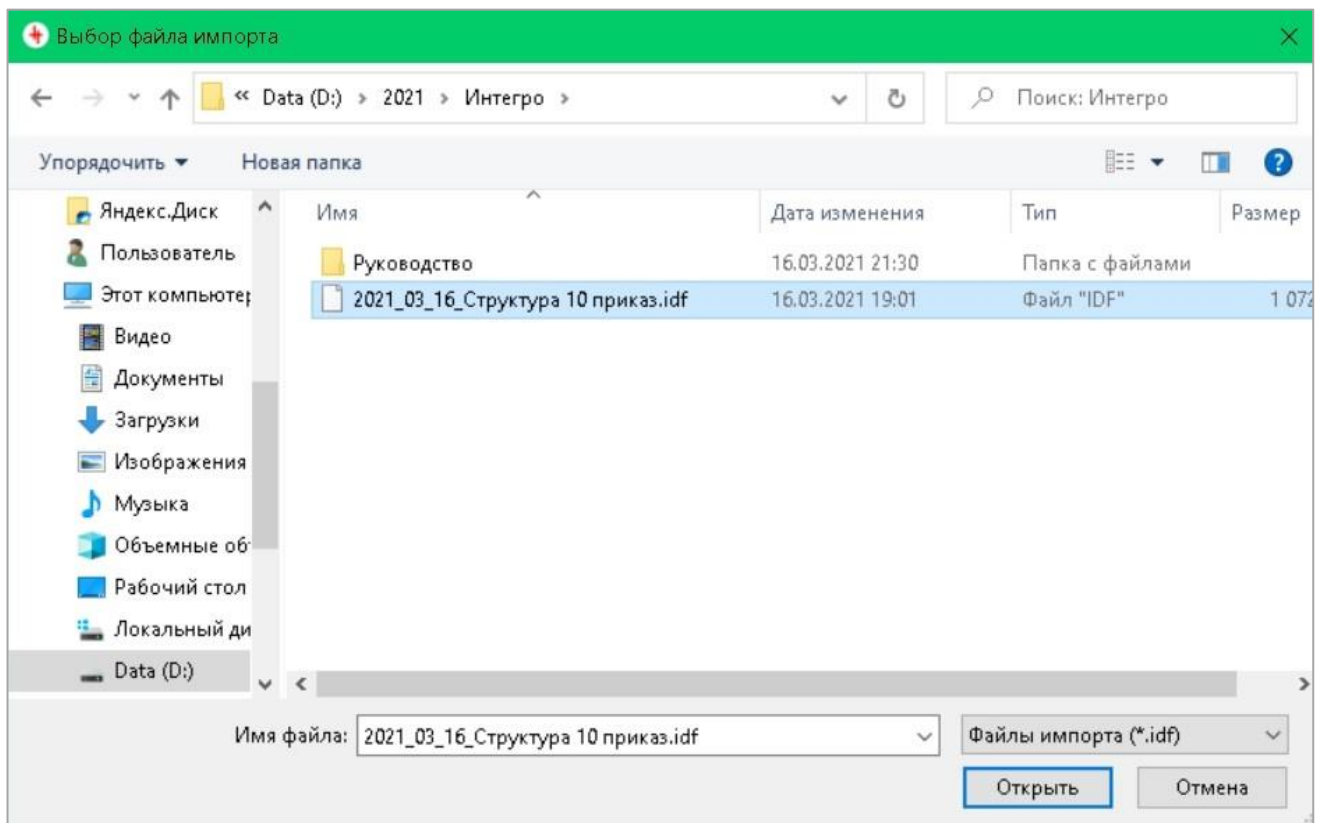 Выбор файла импорта
« Data (D:) > 2021 > Интегро >
Поиск: Интегро
Упорядочить
Новая папка
Яндекс.Диск
Пользователь
Этот компьютер
Видео
Документы
Загрузки
Изображения
Музыка
Объемные об
Рабочий стол
Локальный ди
Data (D:)
Имя Дата изменения Тип Размер
Руководство 16.03.2021 21:30 Папка с файлами
2021_03_16_Структура 10 приказ.idf 16.03.2021 19:01 Файл "IDF" 1 072
Имя файла: 2021_03_16_Структура 10 приказ.idf Файлы импорта (*.idf)
Открыть Отмена